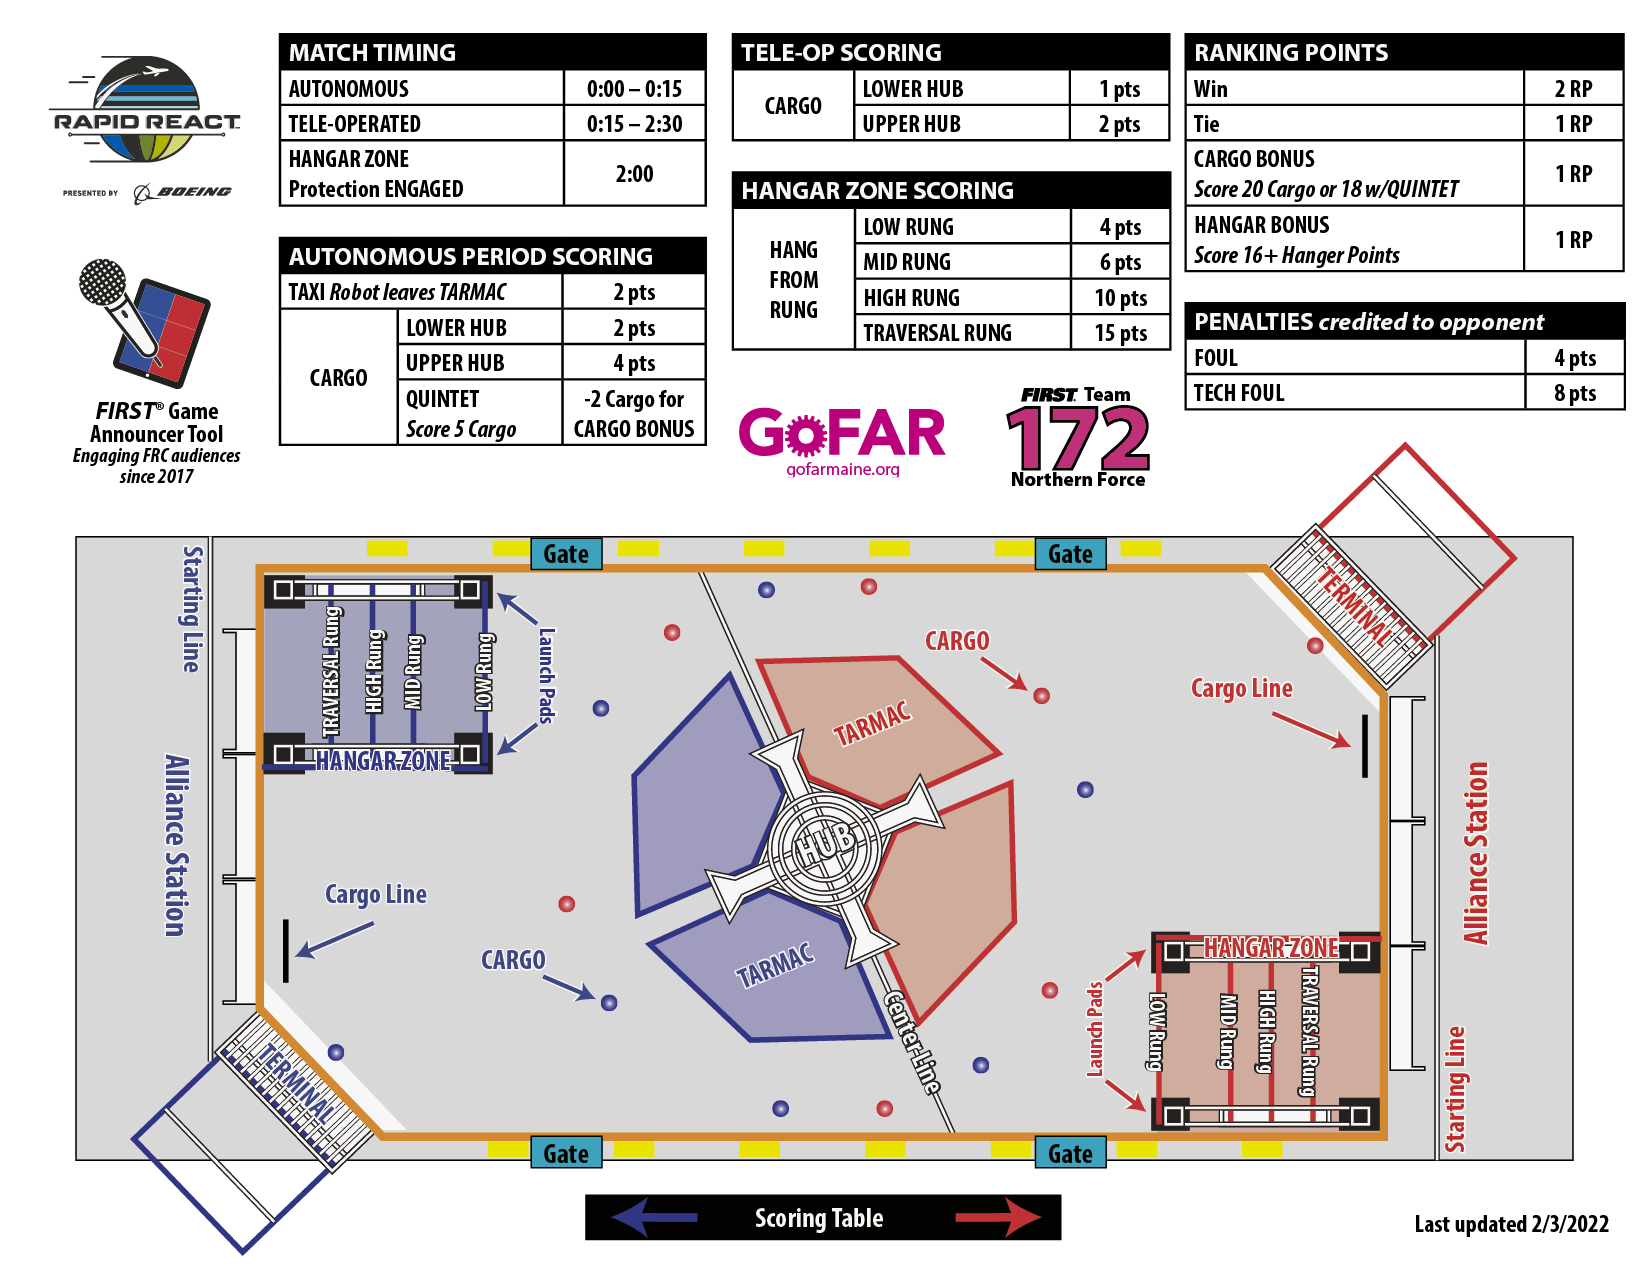 RAPID REACT
PRESENTED BY BOEING
FIRST® Game
Announcer Tool
Engaging FRC audiences
since 2017
MATCH TIMING
AUTONOMOUS 0:00 – 0:15
TELE-OPERATED 0:15 – 2:30
HANGAR ZONE
Protection ENGAGED 2:00
AUTONOMOUS PERIOD SCORING
TAXI Robot leaves TARMAC 2 pts
CARGO
LOWER HUB 2 pts
UPPER HUB 4 pts
QUINTET
Score 5 Cargo
-2 Cargo for
CARGO BONUS
TELE-OP SCORING
CARGO
LOWER HUB 1 pts
UPPER HUB 2 pts
HANGAR ZONE SCORING
HANG
FROM
RUNG
LOW RUNG 4 pts
MID RUNG 6 pts
HIGH RUNG 10 pts
TRAVERSAL RUNG 15 pts
GOFAR
gofarmaine.org
FIRST Team
172
Northern Force
RANKING POINTS
Win 2 RP
Tie 1 RP
CARGO BONUS
Score 20 Cargo or 18 w/QUINTET 1 RP
HANGAR BONUS
Score 16+ Hanger Points 1 RP
PENALTIES credited to opponent
FOUL 4 pts
TECH FOUL 8 pts
Gate
Gate
Starting Line
Alliance Station
TRAVERSAL Rung
HIGH Rung
MID Rung
LOW Rung
Launch Pads
HANGAR ZONE
CARGO
TERMINAL
Cargo Line
TARMAC
HUB
Cargo Line
CARGO
TARMAC
Center Line
TERMINAL
Alliance Station
HANGAR ZONE
Launch Pads
LOW Rung
MID Rung
HIGH Rung
TRAVERSAL Rung
Starting Line
Gate
Gate
Scoring Table
Last updated 2/3/2022